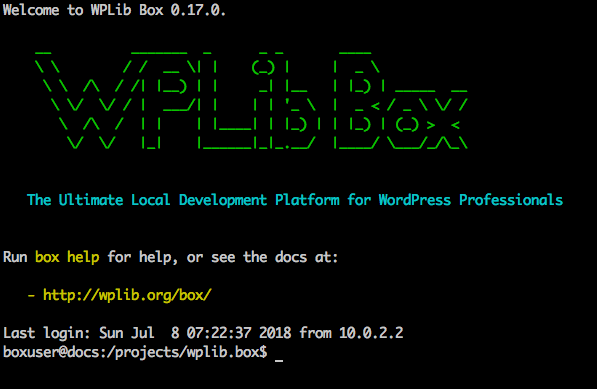 Welcome to WPLib Box 0.17.0.
WPLib Box
The Ultimate Local Development Platform for WordPress Professionals
Run box help for help, or see the docs at:
- http://wplib.org/box/
Last login: Sun Jul  8 07:22:37 2018 from 10.0.2.2
boxuser@docs:/projects/wplib.box$ _